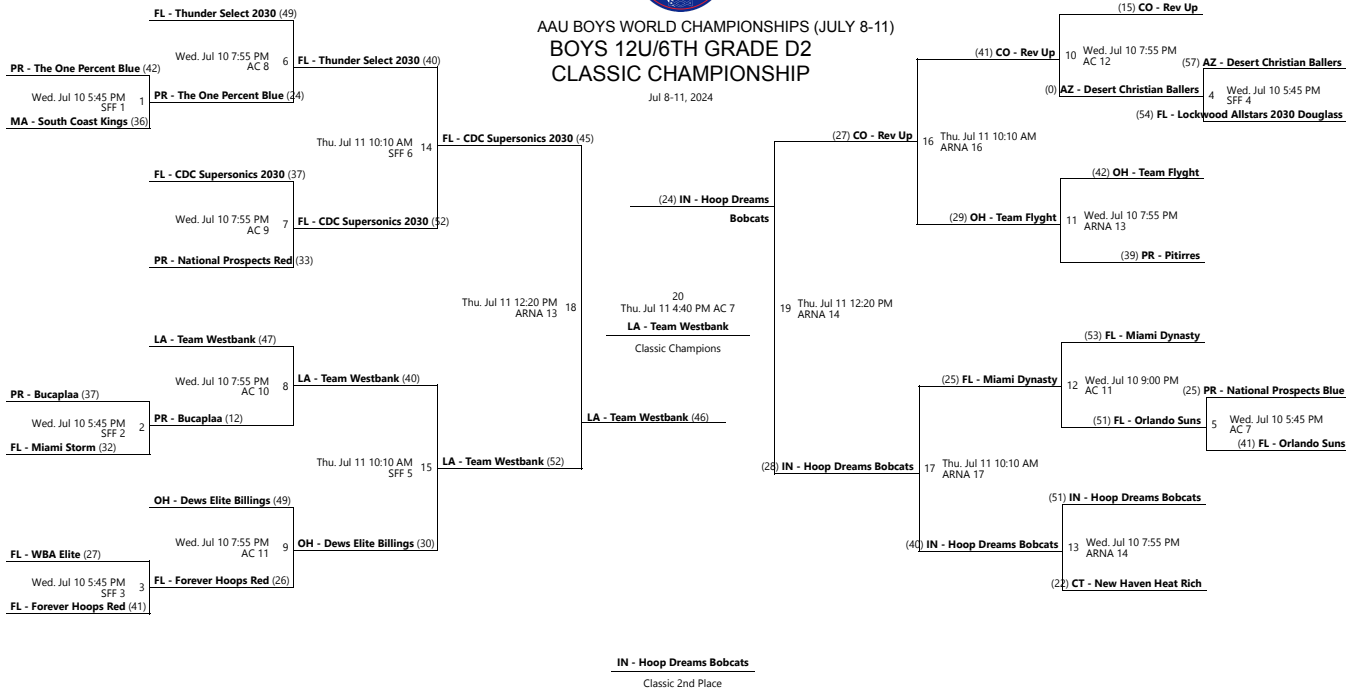 AAU BOYS WORLD CHAMPIONSHIPS (JULY 8-11)
BOYS 12U/6TH GRADE D2
CLASSIC CHAMPIONSHIP
Jul 8-11, 2024
FL - Thunder Select 2030 (49)
Wed. Jul 10 7:55 PM
AC 8
6
FL - Thunder Select 2030 (40)
PR - The One Percent Blue (42)
Wed. Jul 10 5:45 PM
SFF 1
1
PR - The One Percent Blue (24)
MA - South Coast Kings (36)
Thu. Jul 11 10:10 AM
SFF 6
14
FL - CDC Supersonics 2030 (45)
FL - CDC Supersonics 2030 (37)
Wed. Jul 10 7:55 PM
AC 9
7
FL - CDC Supersonics 2030 (52)
PR - National Prospects Red (33)
Thu. Jul 11 12:20 PM
ARNA 13
18
LA - Team Westbank (47)
Wed. Jul 10 7:55 PM
AC 10
8
LA - Team Westbank (40)
PR - Bucaplaa (37)
Wed. Jul 10 5:45 PM
SFF 2
2
PR - Bucaplaa (12)
FL - Miami Storm (32)
LA - Team Westbank (46)
Thu. Jul 11 10:10 AM
SFF 5
15
LA - Team Westbank (52)
OH - Dews Elite Billings (49)
Wed. Jul 10 7:55 PM
AC 11
9
OH - Dews Elite Billings (30)
FL - WBA Elite (27)
Wed. Jul 10 5:45 PM
SFF 3
3
FL - Forever Hoops Red (26)
FL - Forever Hoops Red (41)
(24) IN - Hoop Dreams
Bobcats
20
Thu. Jul 11 4:40 PM AC 7
LA - Team Westbank
Classic Champions
(15) CO - Rev Up
(41) CO - Rev Up
10
Wed. Jul 10 7:55 PM
AC 12
(57) AZ - Desert Christian Ballers
(0) AZ - Desert Christian Ballers
4
Wed. Jul 10 5:45 PM
SFF 4
(54) FL - Lockwood Allstars 2030 Douglass
(27) CO - Rev Up
16
Thu. Jul 11 10:10 AM
ARNA 16
(42) OH - Team Flyght
(29) OH - Team Flyght
11
Wed. Jul 10 7:55 PM
ARNA 13
(39) PR - Pitirres
19
Thu. Jul 11 12:20 PM
ARNA 14
(53) FL - Miami Dynasty
(25) FL - Miami Dynasty
12
Wed. Jul 10 9:00 PM
AC 11
(25) PR - National Prospects Blue
(51) FL - Orlando Suns
5
Wed. Jul 10 5:45 PM
AC 7
(41) FL - Orlando Suns
(28) IN - Hoop Dreams Bobcats
17
Thu. Jul 11 10:10 AM
ARNA 17
(51) IN - Hoop Dreams Bobcats
(40) IN - Hoop Dreams Bobcats
13
Wed. Jul 10 7:55 PM
ARNA 14
(22) CT - New Haven Heat Rich
IN - Hoop Dreams Bobcats
Classic 2nd Place